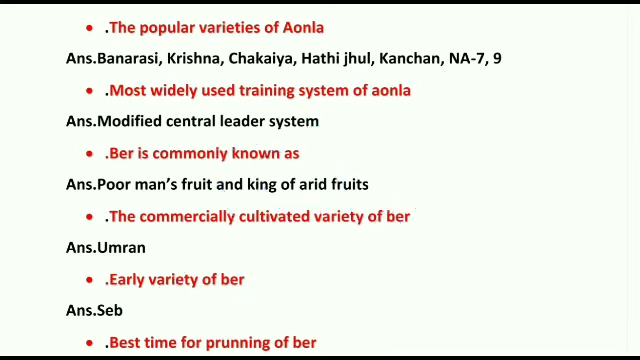 • .The popular varieties of Aonla
Ans.Banarasi, Krishna, Chakaiya, Hathi jhul, Kanchan, NA-7, 9
• .Most widely used training system of aonla
Ans.Modified central leader system
• .Ber is commonly known as
Ans.Poor man's fruit and king of arid fruits
• .The commercially cultivated variety of ber
Ans.Umran
• .Early variety of ber
Ans.Seb
• .Best time for prunning of ber